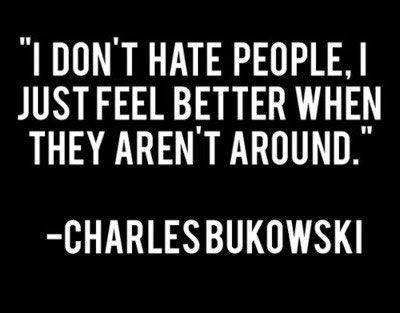 "I DON'T HATE PEOPLE, I
JUST FEEL BETTER WHEN
THEY AREN'T AROUND."
-CHARLES BUKOWSKI